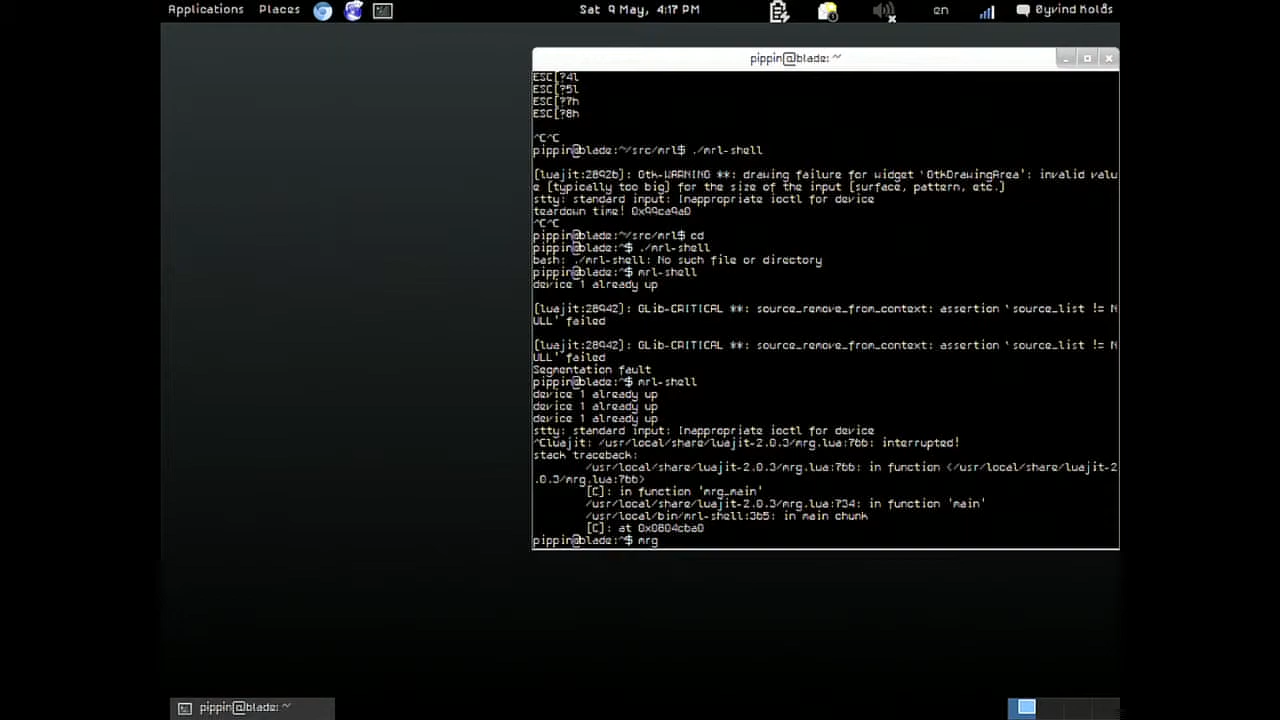 Applications Places Sat 9 May, 4:17 PM en Øyvind Kolås
pippin@blade: ~
ESC[?4l
ESC[?5l
ESC[?7h
ESC[?8h
^C^C
pippin@blade:~/src/mrl$ ./mrl-shell
[luajit:28926]: Gtk-WARNING **: drawing failure for widget `GtkDrawingArea': invalid valu
e (typically too big) for the size of the input (surface, pattern, etc.)
stty: standard input: Inappropriate ioctl for device
teardown time! 0x99ca9a0
^C^C
pippin@blade:~/src/mrl$ cd
pippin@blade:~$ ./mrl-shell
bash: ./mrl-shell: No such file or directory
pippin@blade:~$ mrl-shell
device 1 already up
[luajit:28942]: GLib-CRITICAL **: source_remove_from_context: assertion `source_list != N
ULL' failed
[luajit:28942]: GLib-CRITICAL **: source_remove_from_context: assertion `source_list != N
ULL' failed
Segmentation fault
pippin@blade:~$ mrl-shell
device 1 already up
device 1 already up
device 1 already up
stty: standard input: Inappropriate ioctl for device
^Cluajit: /usr/local/share/luajit-2.0.3/mrg.lua:766: interrupted!
stack traceback:
/usr/local/share/luajit-2.0.3/mrg.lua:766: in function </usr/local/share/luajit-2
.0.3/mrg.lua:766>
[C]: in function 'mrg_main'
/usr/local/share/luajit-2.0.3/mrg.lua:734: in function 'main'
/usr/local/bin/mrl-shell:365: in main chunk
[C]: at 0x0804cba0
pippin@blade:~$ mrg
pippin@blade: ~